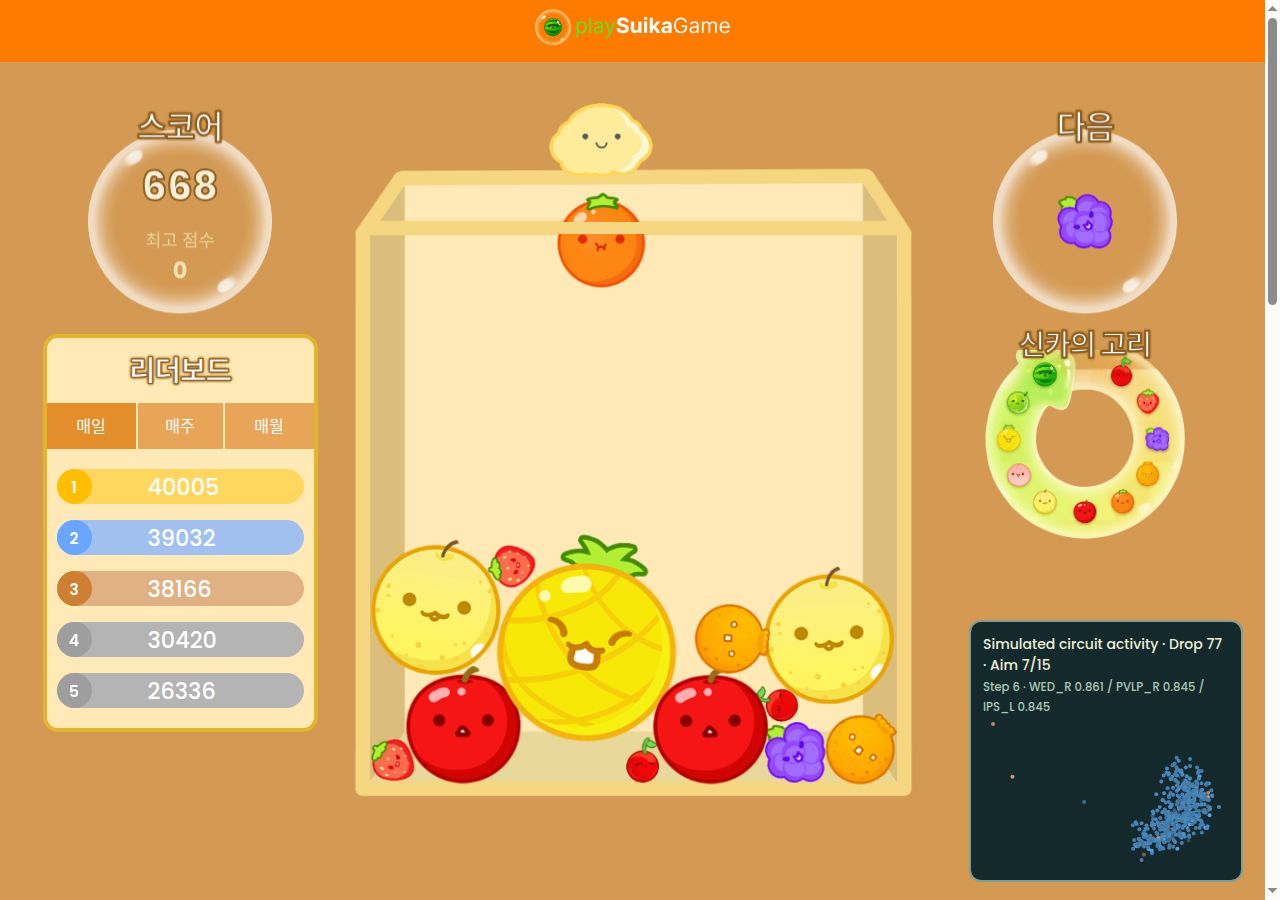 playSuikaGame
스코어
668
최고 점수
0
다음
신카의 고리
리더보드
매일 매주 매월
1 40005
2 39032
3 38166
4 30420
5 26336
Simulated circuit activity · Drop 77
· Aim 7/15
Step 6 · WED_R 0.861 / PVLP_R 0.845 /
IPS_L 0.845